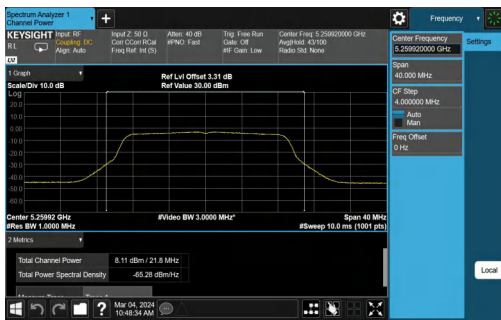 Spectrum Analyzer 1
Channel Power
Frequency
KEYSIGHT
Input: RF
Coupling: DC
Align: Auto
RL
Input Z: 50 Ω
Corr CCorr RCal
Freq Ref: Int (S)
Atten: 40 dB
#PNO: Fast
Trig: Free Run
Gate: Off
#IF Gain: Low
Center Freq: 5.259920000 GHz
Avg|Hold: 43/100
Radio Std: None
Center Frequency
5.259920000 GHz
Settings
Span
40.000 MHz
CF Step
4.000000 MHz
Auto
Man
Freq Offset
0 Hz
Local
1 Graph
Scale/Div 10.0 dB
Ref Lvl Offset 3.31 dB
Ref Value 30.00 dBm
Log
20.0
10.0
0.00
-10.0
-20.0
-30.0
-40.0
-50.0
-60.0
Center 5.25992 GHz
#Res BW 1.0000 MHz
#Video BW 3.0000 MHz*
Span 40 MHz
#Sweep 10.0 ms (1001 pts)
2 Metrics
Total Channel Power 8.11 dBm / 21.8 MHz
Total Power Spectral Density -65.28 dBm/Hz
?
Mar 04, 2024
10:48:34 AM